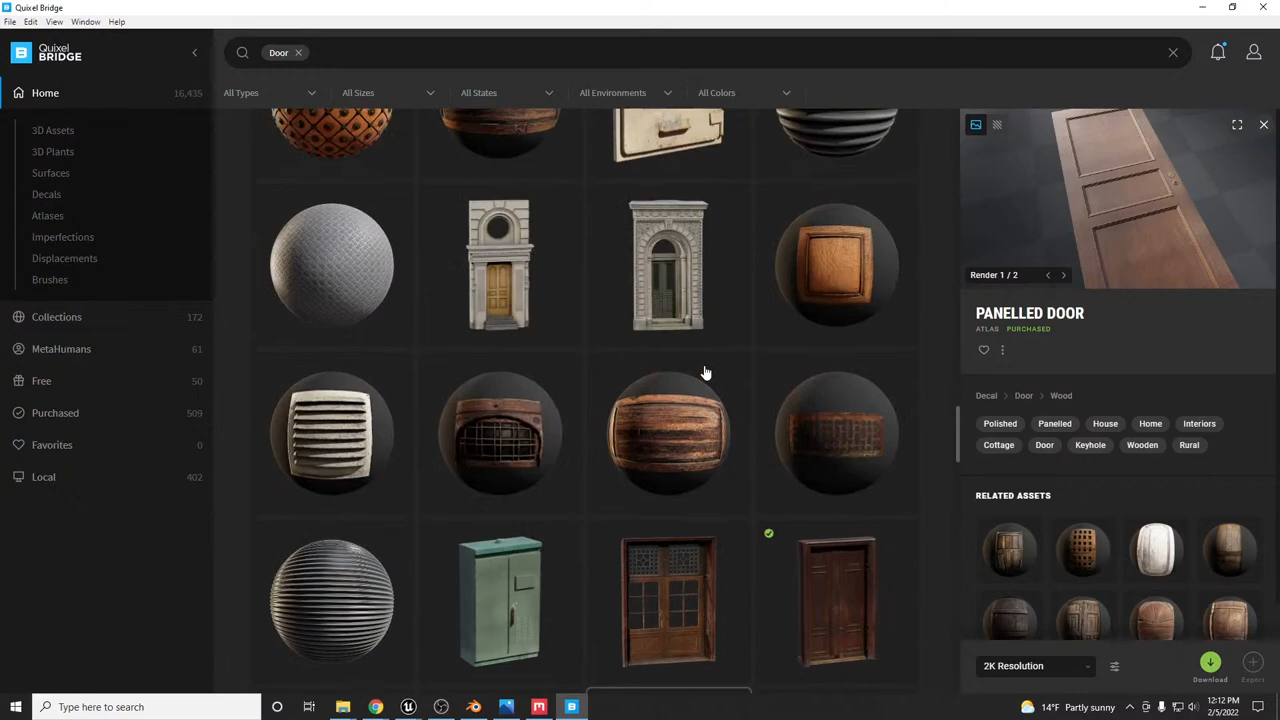 Quixel Bridge
File Edit View Window Help
Quixel
BRIDGE
Door
Home 16,435
All Types All Sizes All States All Environments All Colors
3D Assets
3D Plants
Surfaces
Decals
Atlases
Imperfections
Displacements
Brushes
Collections 172
MetaHumans 61
Free 50
Purchased 509
Favorites 0
Local 402
Render 1 / 2
PANELLED DOOR
ATLAS PURCHASED
Decal Door Wood
Polished Panelled House Home Interiors
Cottage Door Keyhole Wooden Rural
RELATED ASSETS
2K Resolution
Download Export
Type here to search
14°F Partly sunny
12:12 PM
2/5/2022